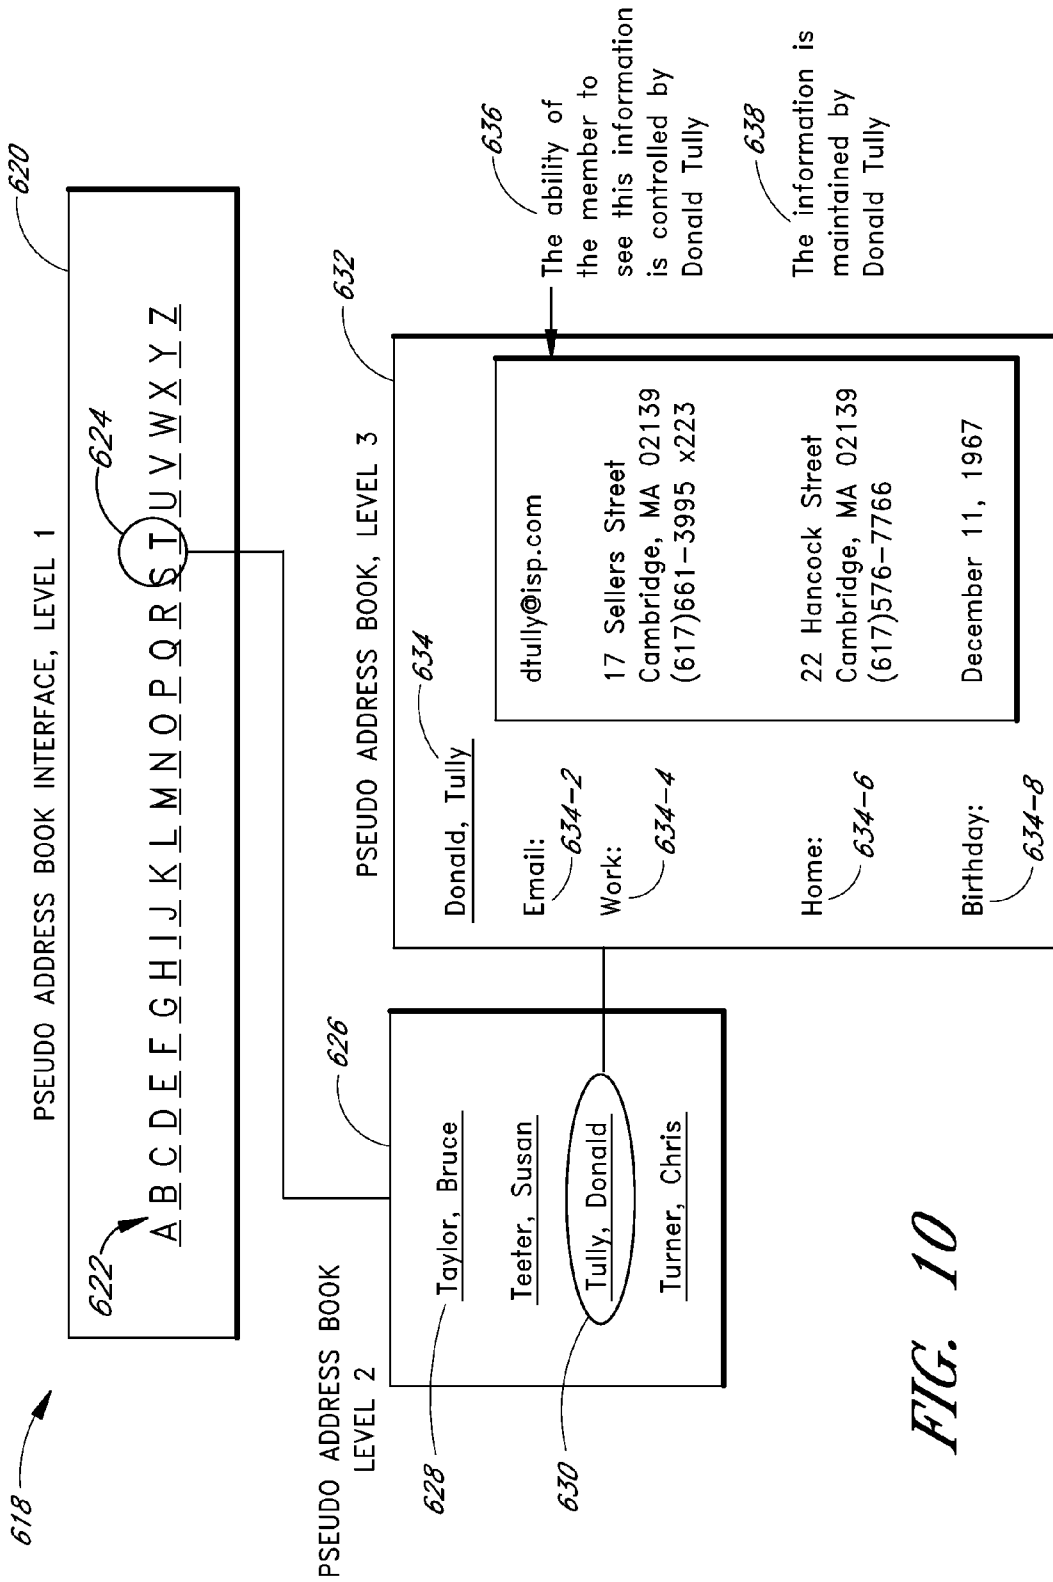 618
PSEUDO ADDRESS BOOK INTERFACE, LEVEL 1
620
622
A B C D E F G H I J K L M N O P Q R S T U V W X Y Z
624
PSEUDO ADDRESS BOOK
LEVEL 2
626
628
Taylor, Bruce
Teeter, Susan
Tully, Donald
630
Turner, Chris
PSEUDO ADDRESS BOOK, LEVEL 3
632
Donald, Tully
634
Email: dtully@isp.com
634-2
Work: 17 Sellers Street
634-4
Cambridge, MA 02139
(617)661-3995 x223
Home: 22 Hancock Street
634-6
Cambridge, MA 02139
(617)576-7766
Birthday: December 11, 1967
634-8
636
The ability of
the member to
see this information
is controlled by
Donald Tully
638
The information is
maintained by
Donald Tully
FIG. 10